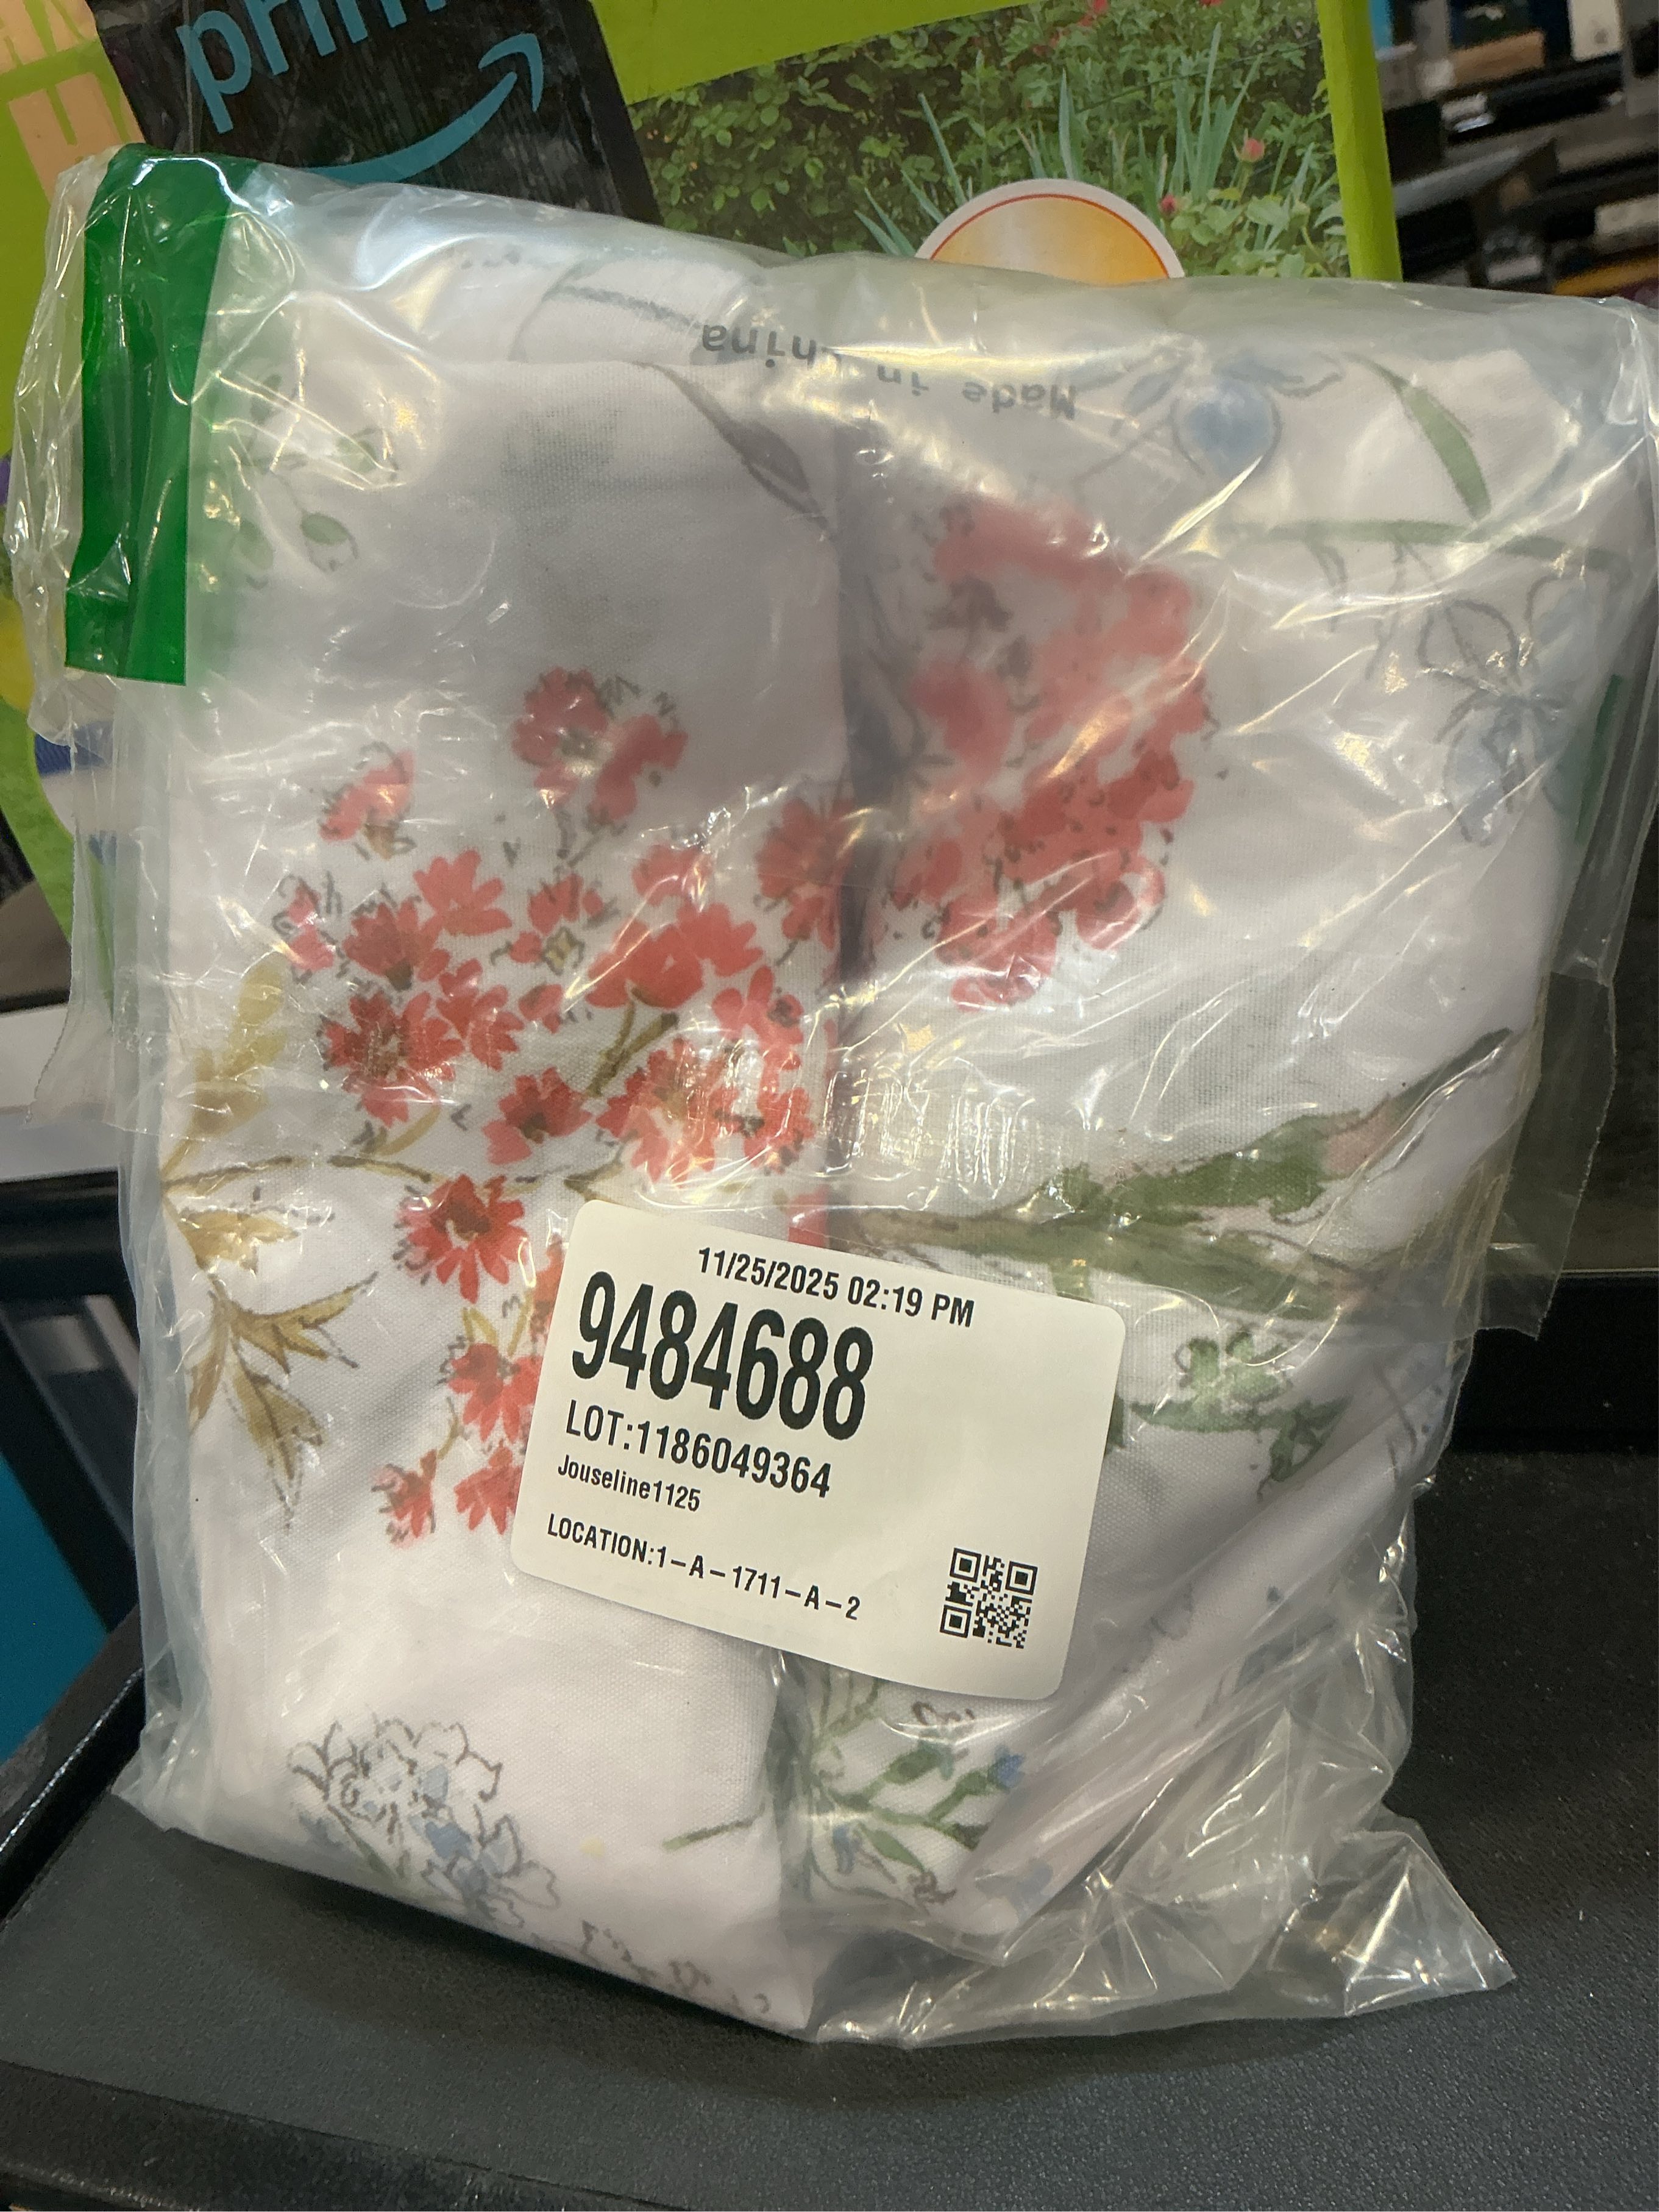 prim
Made in China
11/25/2025 02:19 PM
9484688
LOT:1186049364
Jouseline1125
LOCATION:1-A-1711-A-2